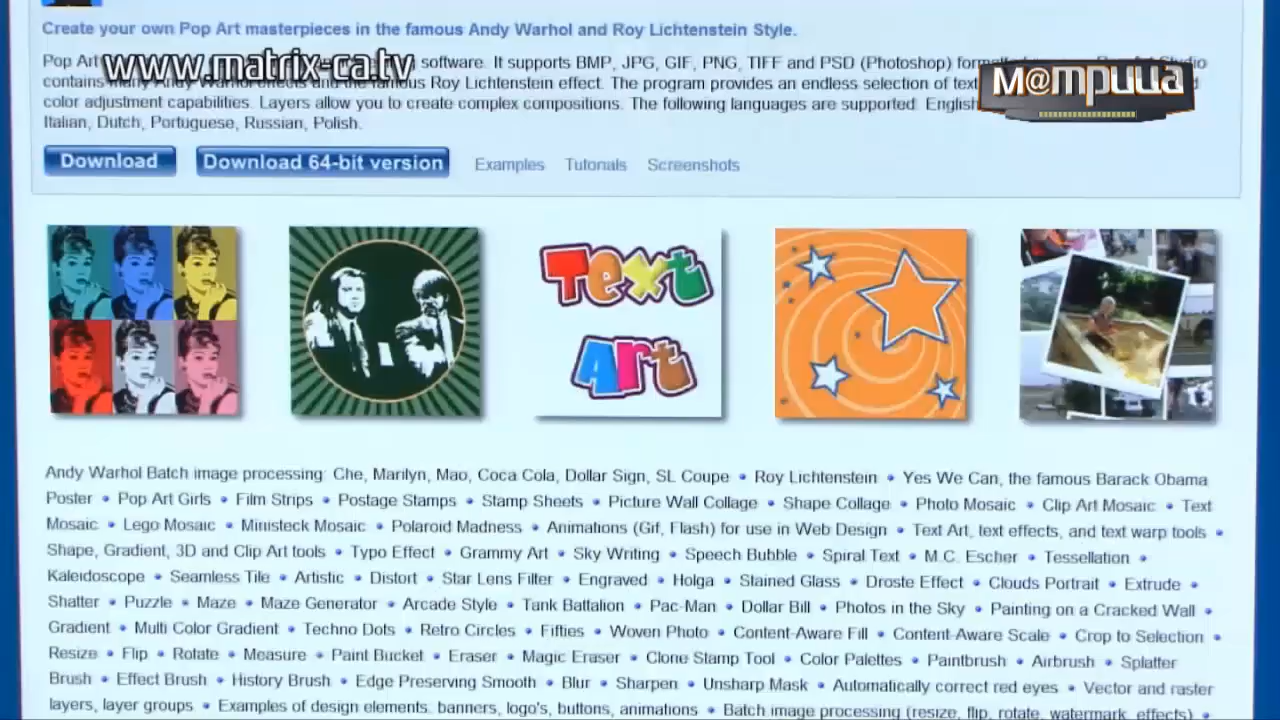 Create your own Pop Art masterpieces in the famous Andy Warhol and Roy Lichtenstein Style.
www.matrix-ca.tv
М@трица
Pop Art software. It supports BMP, JPG, GIF, PNG, TIFF and PSD (Photoshop)
contains many Andy Warhol effects and the famous Roy Lichtenstein effect. The program provides an endless selection of text
color adjustment capabilities. Layers allow you to create complex compositions. The following languages are supported: English
Italian, Dutch, Portuguese, Russian, Polish.
Download Download 64-bit version Examples Tutorials Screenshots
Text
Art
Andy Warhol Batch image processing: Che, Marilyn, Mao, Coca Cola, Dollar Sign, SL Coupe • Roy Lichtenstein • Yes We Can, the famous Barack Obama
Poster • Pop Art Girls • Film Strips • Postage Stamps • Stamp Sheets • Picture Wall Collage • Shape Collage • Photo Mosaic • Clip Art Mosaic • Text
Mosaic • Lego Mosaic • Ministeck Mosaic • Polaroid Madness • Animations (Gif, Flash) for use in Web Design • Text Art, text effects, and text warp tools •
Shape, Gradient, 3D and Clip Art tools • Typo Effect • Grammy Art • Sky Writing • Speech Bubble • Spiral Text • M.C. Escher • Tessellation •
Kaleidoscope • Seamless Tile • Artistic • Distort • Star Lens Filter • Engraved • Holga • Stained Glass • Droste Effect • Clouds Portrait • Extrude •
Shatter • Puzzle • Maze • Maze Generator • Arcade Style • Tank Battalion • Pac-Man • Dollar Bill • Photos in the Sky • Painting on a Cracked Wall •
Gradient • Multi Color Gradient • Techno Dots • Retro Circles • Fifties • Woven Photo • Content-Aware Fill • Content-Aware Scale • Crop to Selection •
Resize • Flip • Rotate • Measure • Paint Bucket • Eraser • Magic Eraser • Clone Stamp Tool • Color Palettes • Paintbrush • Airbrush • Splatter
Brush • Effect Brush • History Brush • Edge Preserving Smooth • Blur • Sharpen • Unsharp Mask • Automatically correct red eyes • Vector and raster
layers, layer groups • Examples of design elements: banners, logo's, buttons, animations • Batch image processing (resize, flip, rotate, watermark, effects) •